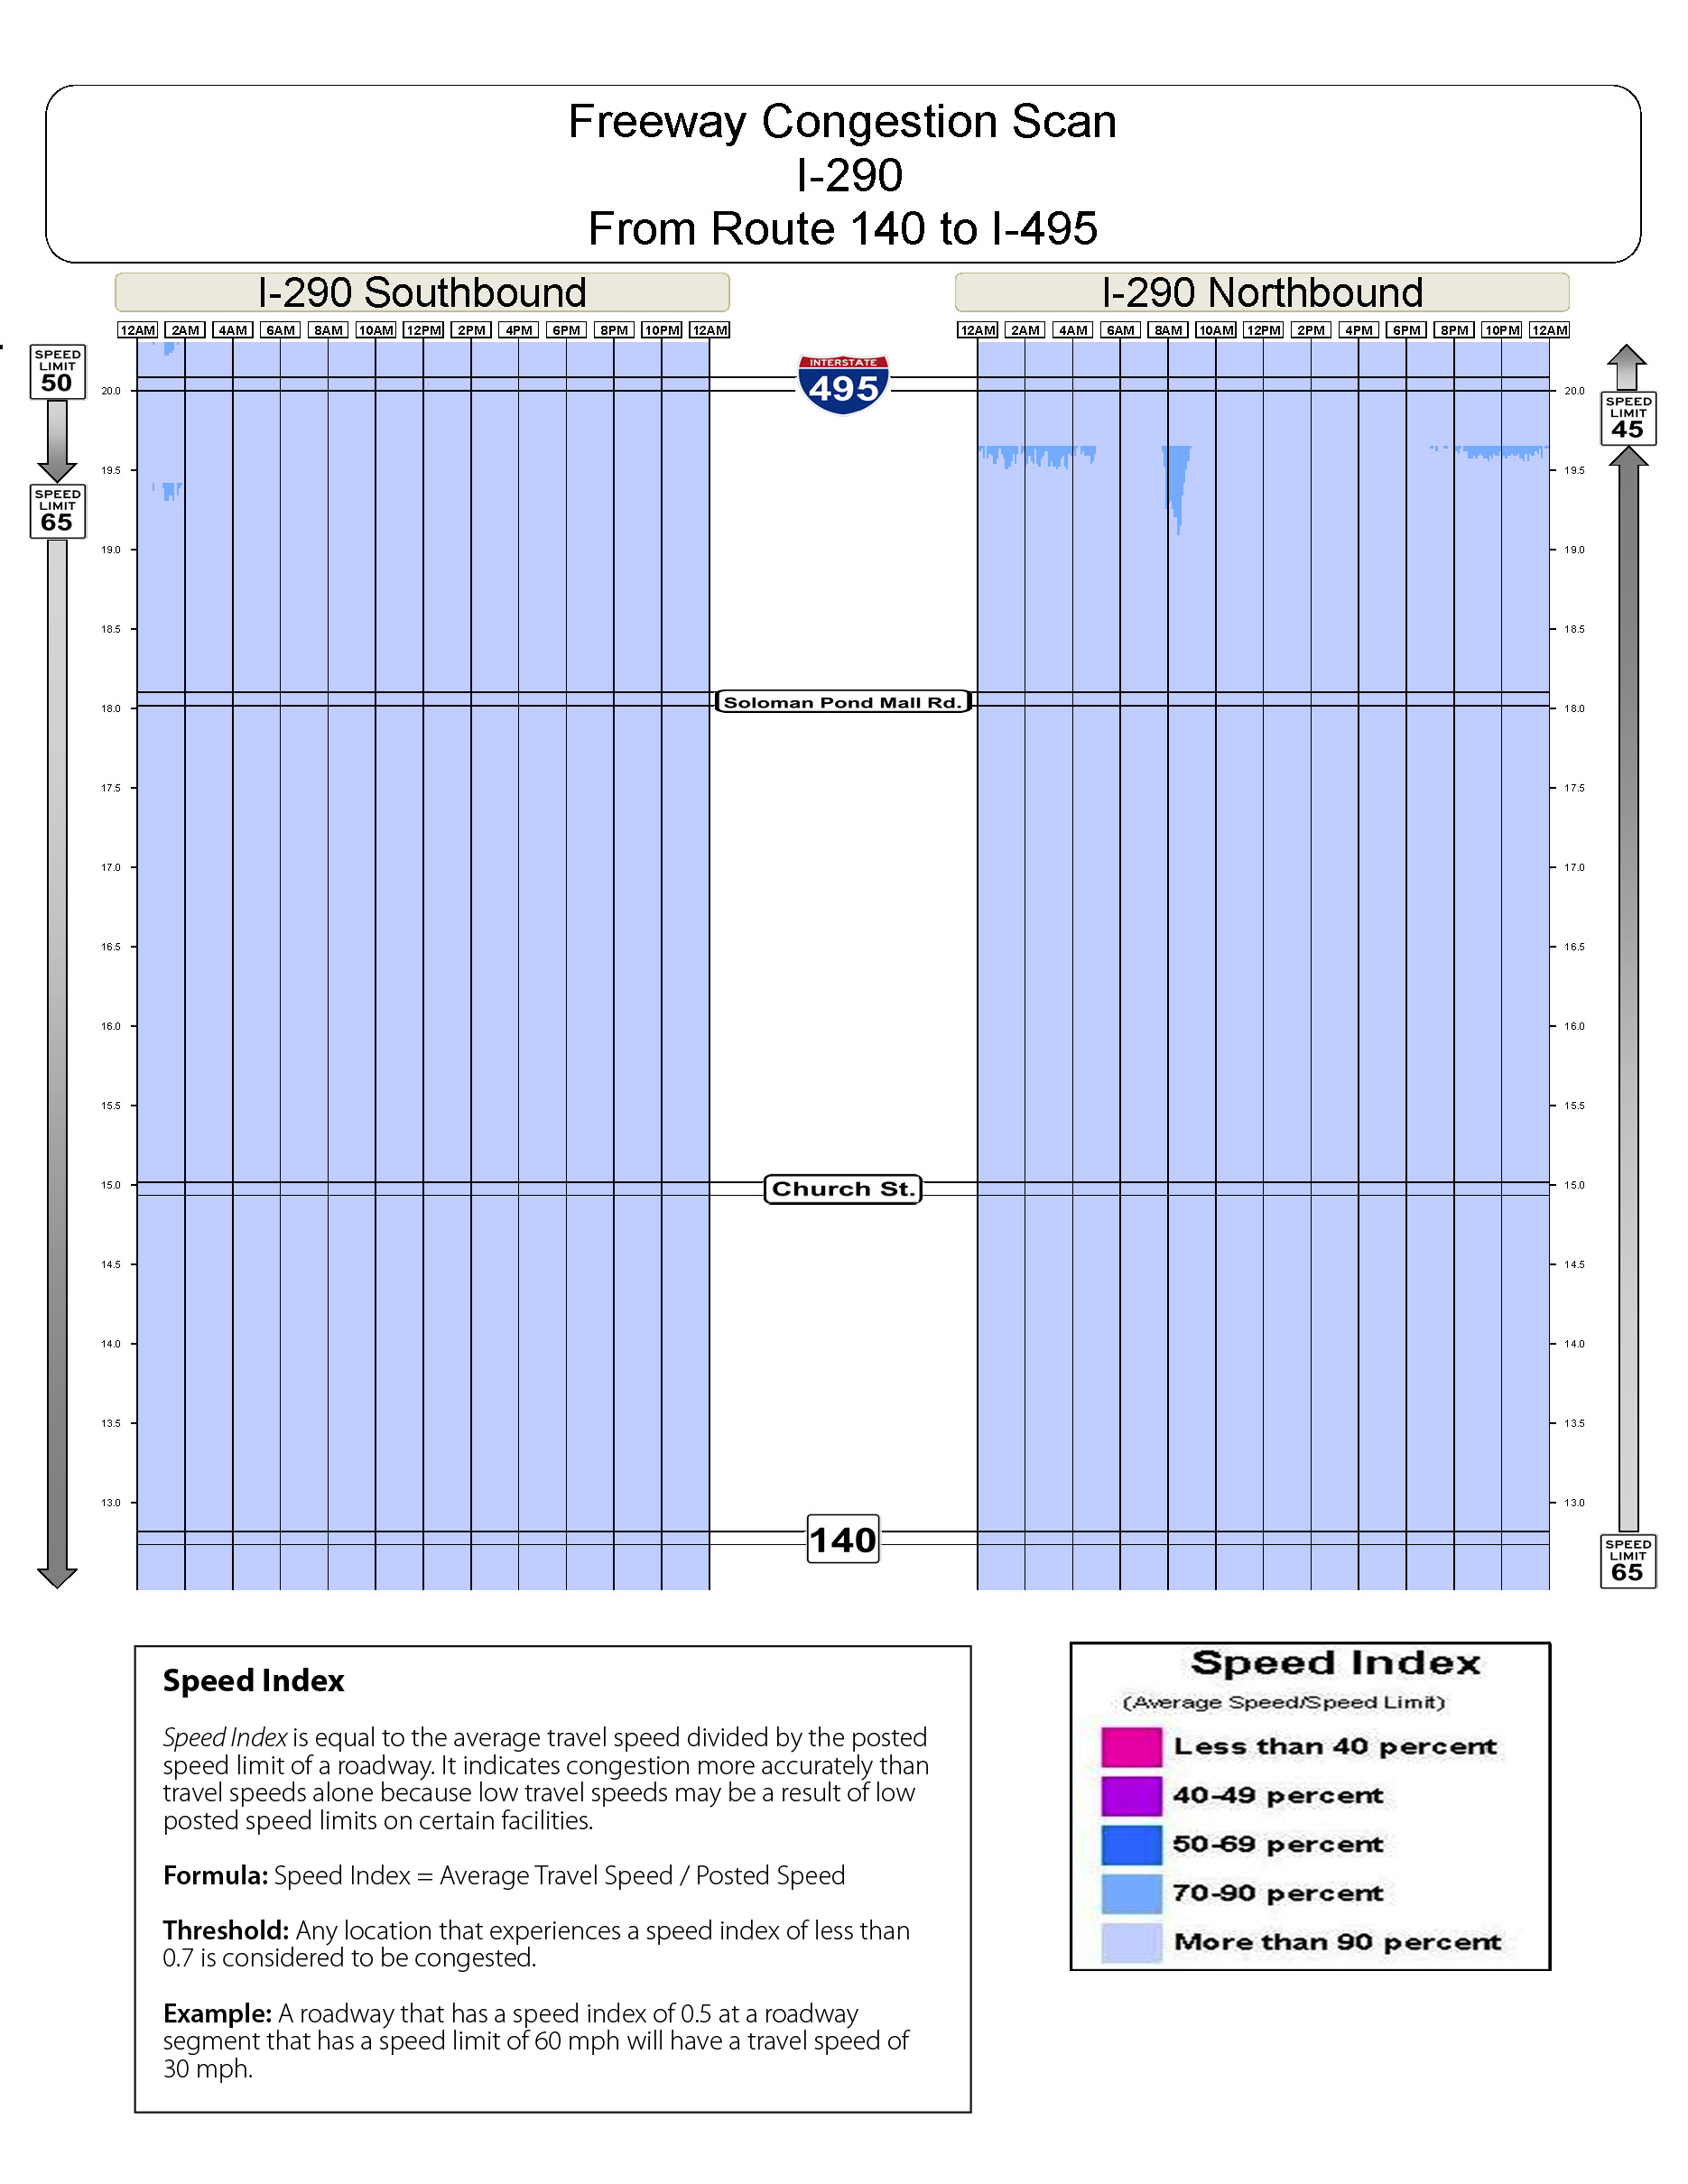 Freeway Congestion Scan
I-290
From Route 140 to I-495
I-290 Southbound
I-290 Northbound
12AM 2AM 4AM 6AM 8AM 10AM 12PM 2PM 4PM 6PM 8PM 10PM 12AM
12AM 2AM 4AM 6AM 8AM 10AM 12PM 2PM 4PM 6PM 8PM 10PM 12AM
SPEED
LIMIT
50
INTERSTATE
495
20.0
20.0
SPEED
LIMIT
45
19.5
19.5
SPEED
LIMIT
65
19.0
19.0
18.5
18.5
Soloman Pond Mall Rd.
18.0
18.0
17.5
17.5
17.0
17.0
16.5
16.5
16.0
16.0
15.5
15.5
15.0
Church St.
15.0
14.5
14.5
14.0
14.0
13.5
13.5
13.0
13.0
140
SPEED
LIMIT
65
Speed Index
Speed Index is equal to the average travel speed divided by the posted
speed limit of a roadway. It indicates congestion more accurately than
travel speeds alone because low travel speeds may be a result of low
posted speed limits on certain facilities.
Formula: Speed Index = Average Travel Speed / Posted Speed
Threshold: Any location that experiences a speed index of less than
0.7 is considered to be congested.
Example: A roadway that has a speed index of 0.5 at a roadway
segment that has a speed limit of 60 mph will have a travel speed of
30 mph.
Speed Index
(Average Speed/Speed Limit)
Less than 40 percent
40-49 percent
50-69 percent
70-90 percent
More than 90 percent